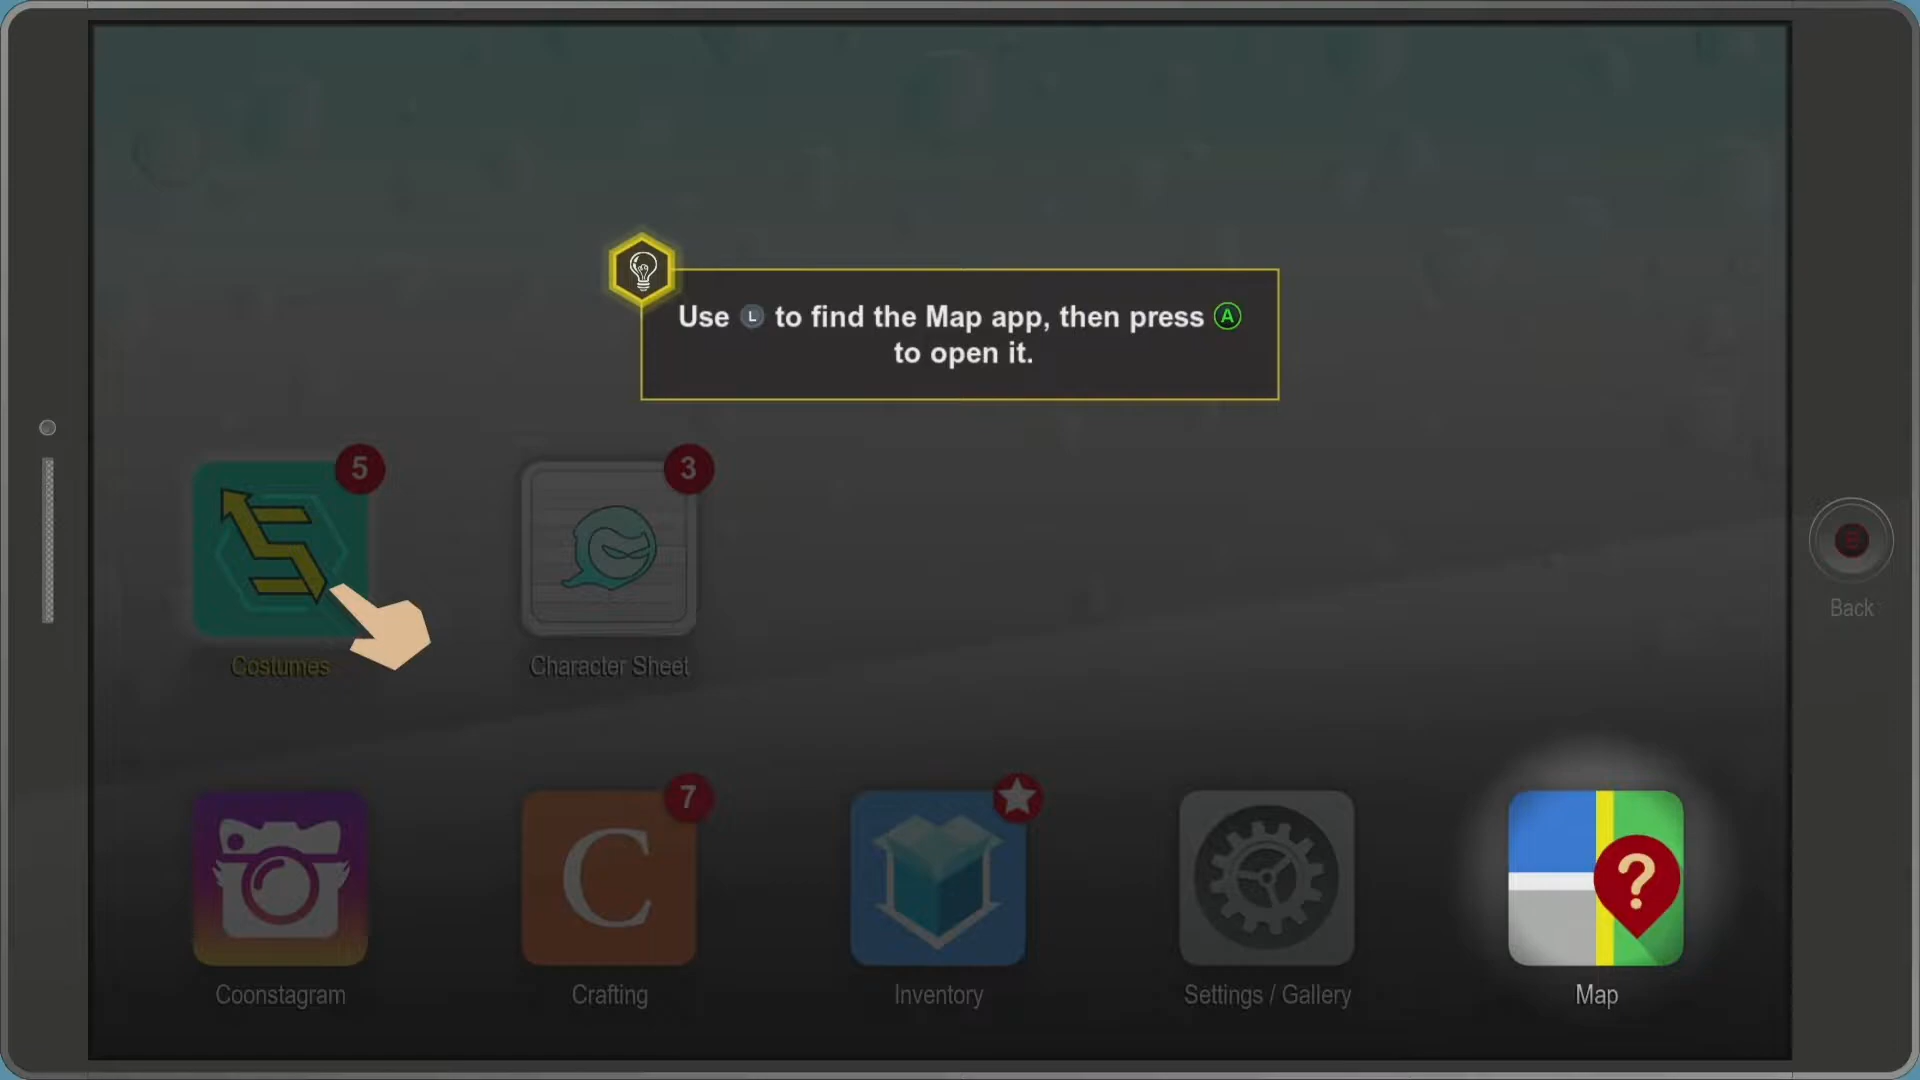 Use L to find the Map app, then press A
to open it.
5
3
Costumes
Character Sheet
B
Back
7
C
?
Coonstagram
Crafting
Inventory
Settings / Gallery
Map